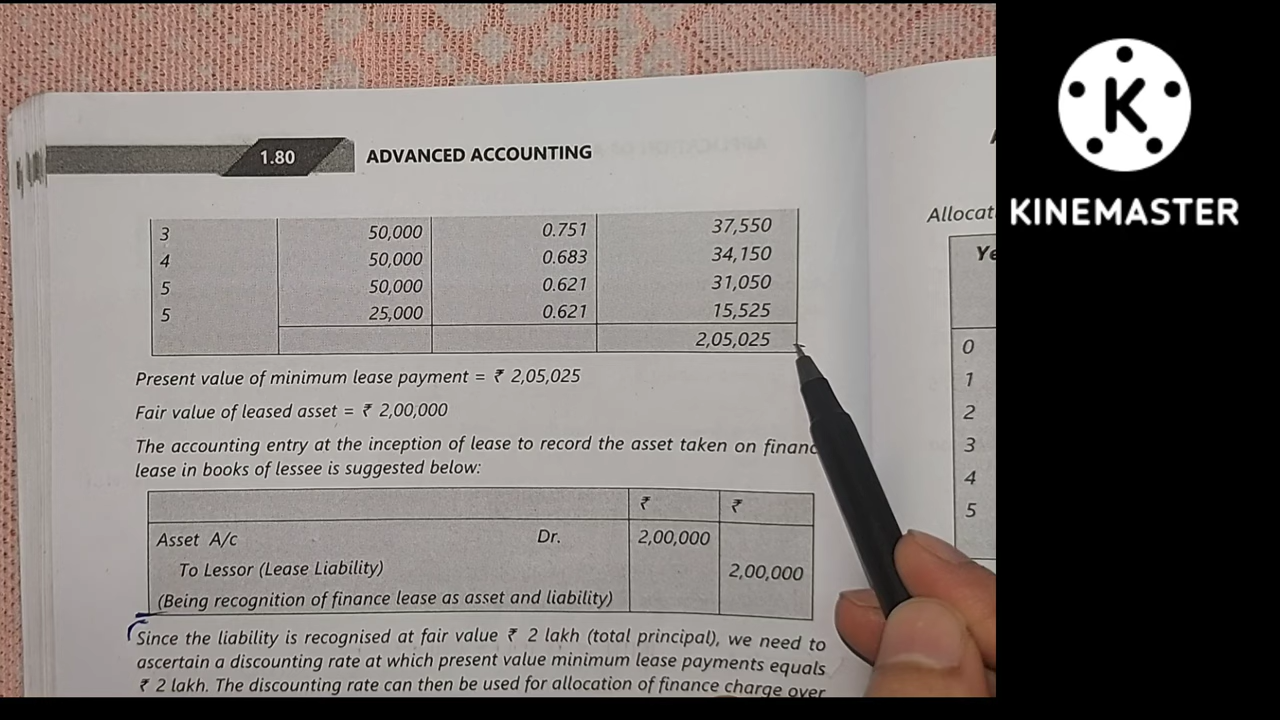 1.80 ADVANCED ACCOUNTING
3 50,000 0.751 37,550
4 50,000 0.683 34,150
5 50,000 0.621 31,050
5 25,000 0.621 15,525
2,05,025
Present value of minimum lease payment = ₹ 2,05,025
Fair value of leased asset = ₹ 2,00,000
The accounting entry at the inception of lease to record the asset taken on financ
lease in books of lessee is suggested below:
₹ ₹
Asset A/c Dr. 2,00,000
To Lessor (Lease Liability) 2,00,000
(Being recognition of finance lease as asset and liability)
Since the liability is recognised at fair value ₹ 2 lakh (total principal), we need to
ascertain a discounting rate at which present value minimum lease payments equals
₹ 2 lakh. The discounting rate can then be used for allocation of finance charge over
Allocat
Ye
0
1
2
3
4
5
K
KINEMASTER